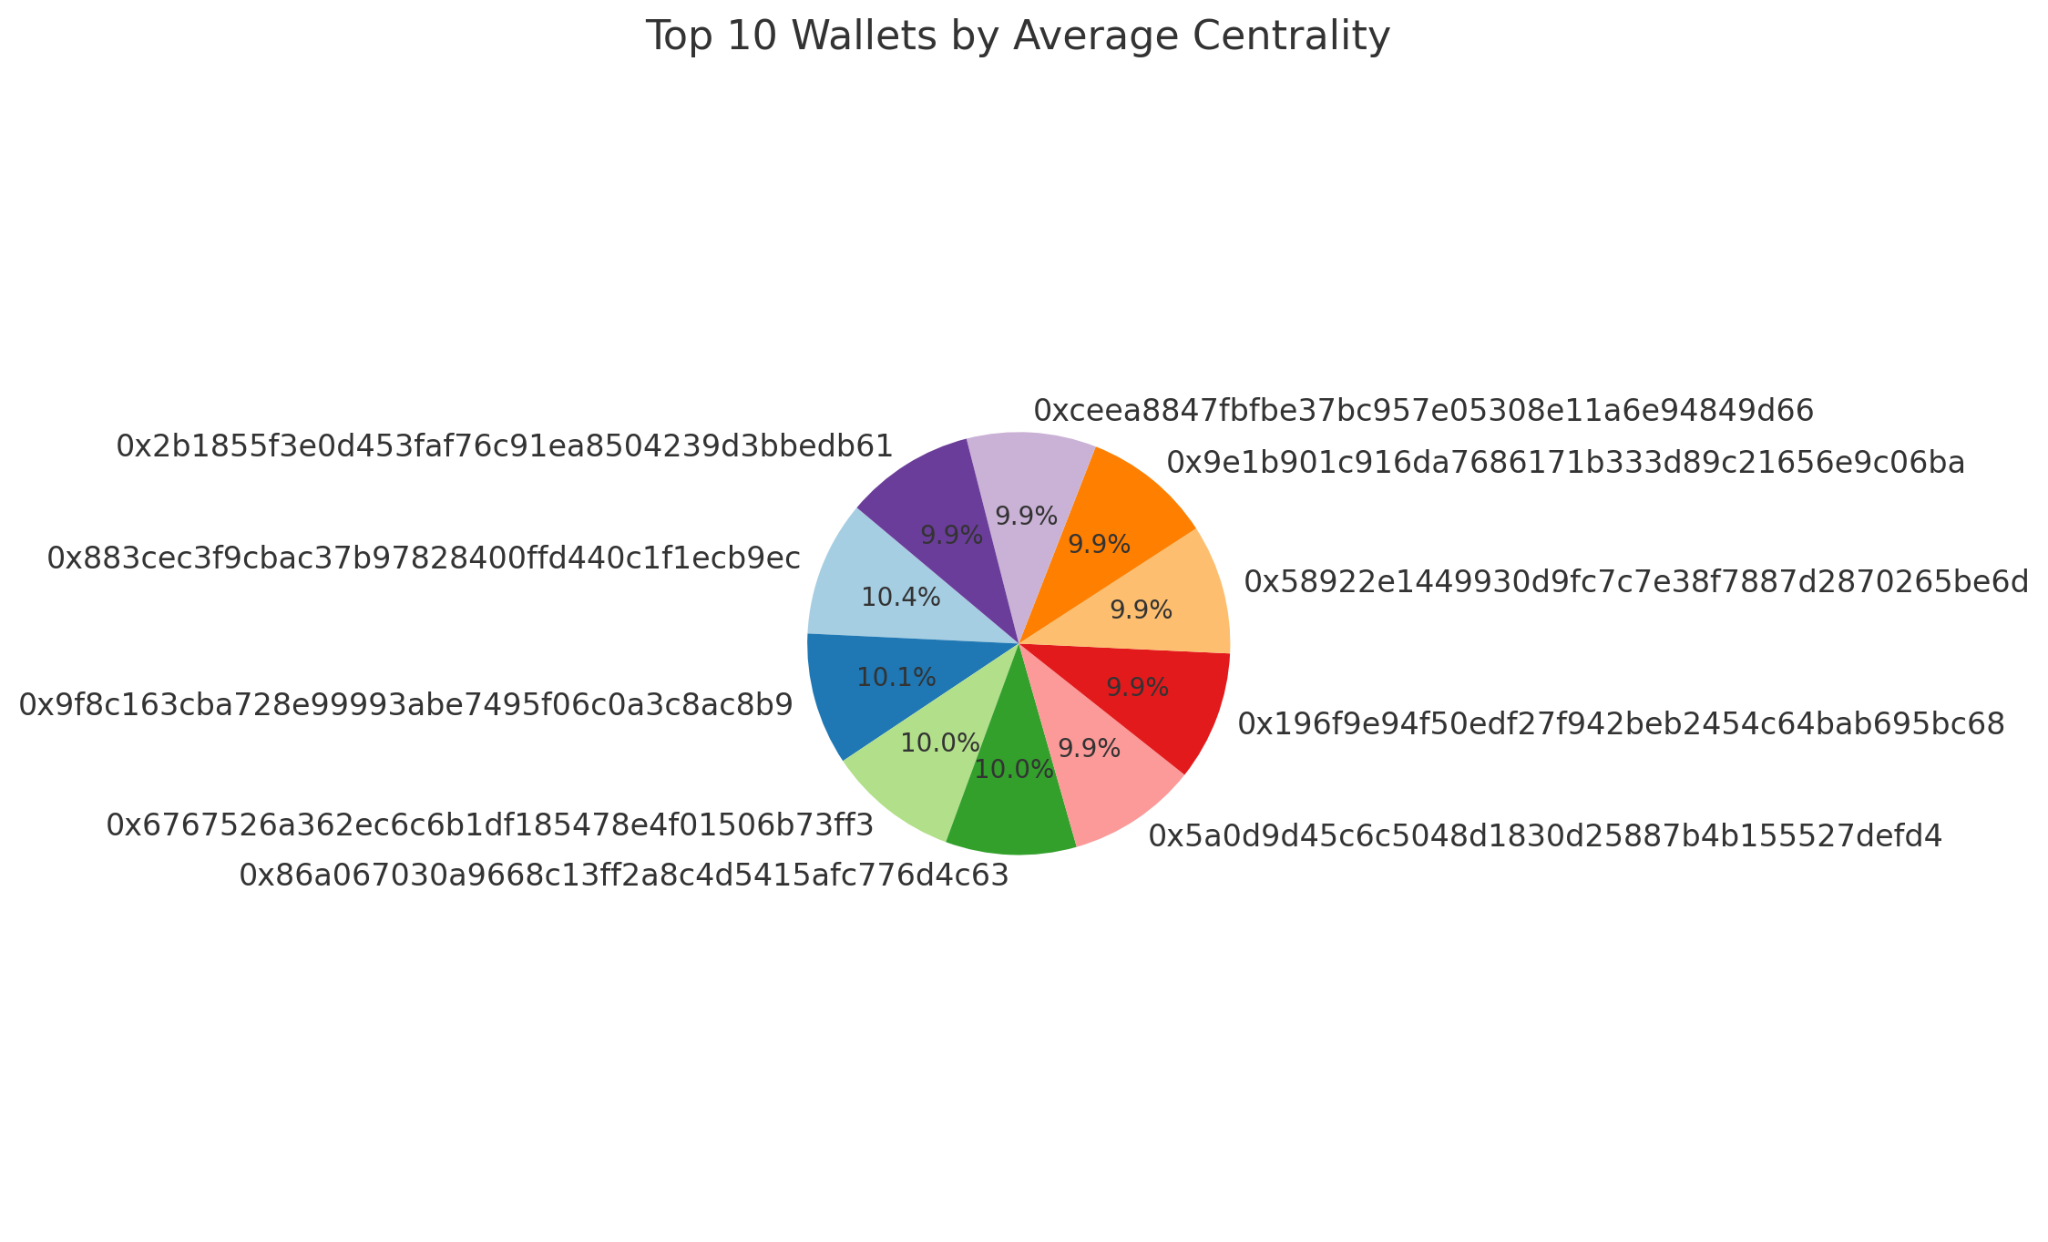 Top 10 Wallets by Average Centrality
0xceea8847fbfbe37bc957e05308e11a6e94849d66
0x2b1855f3e0d453faf76c91ea8504239d3bbedb61
0x9e1b901c916da7686171b333d89c21656e9c06ba
9.9%
9.9%
9.9%
0x883cec3f9cbac37b97828400ffd440c1f1ecb9ec
0x58922e1449930d9fc7c7e38f7887d2870265be6d
10.4%
9.9%
10.1%
9.9%
0x9f8c163cba728e99993abe7495f06c0a3c8ac8b9
0x196f9e94f50edf27f942beb2454c64bab695bc68
10.0%
9.9%
10.0%
0x6767526a362ec6c6b1df185478e4f01506b73ff3
0x5a0d9d45c6c5048d1830d25887b4b155527defd4
0x86a067030a9668c13ff2a8c4d5415afc776d4c63